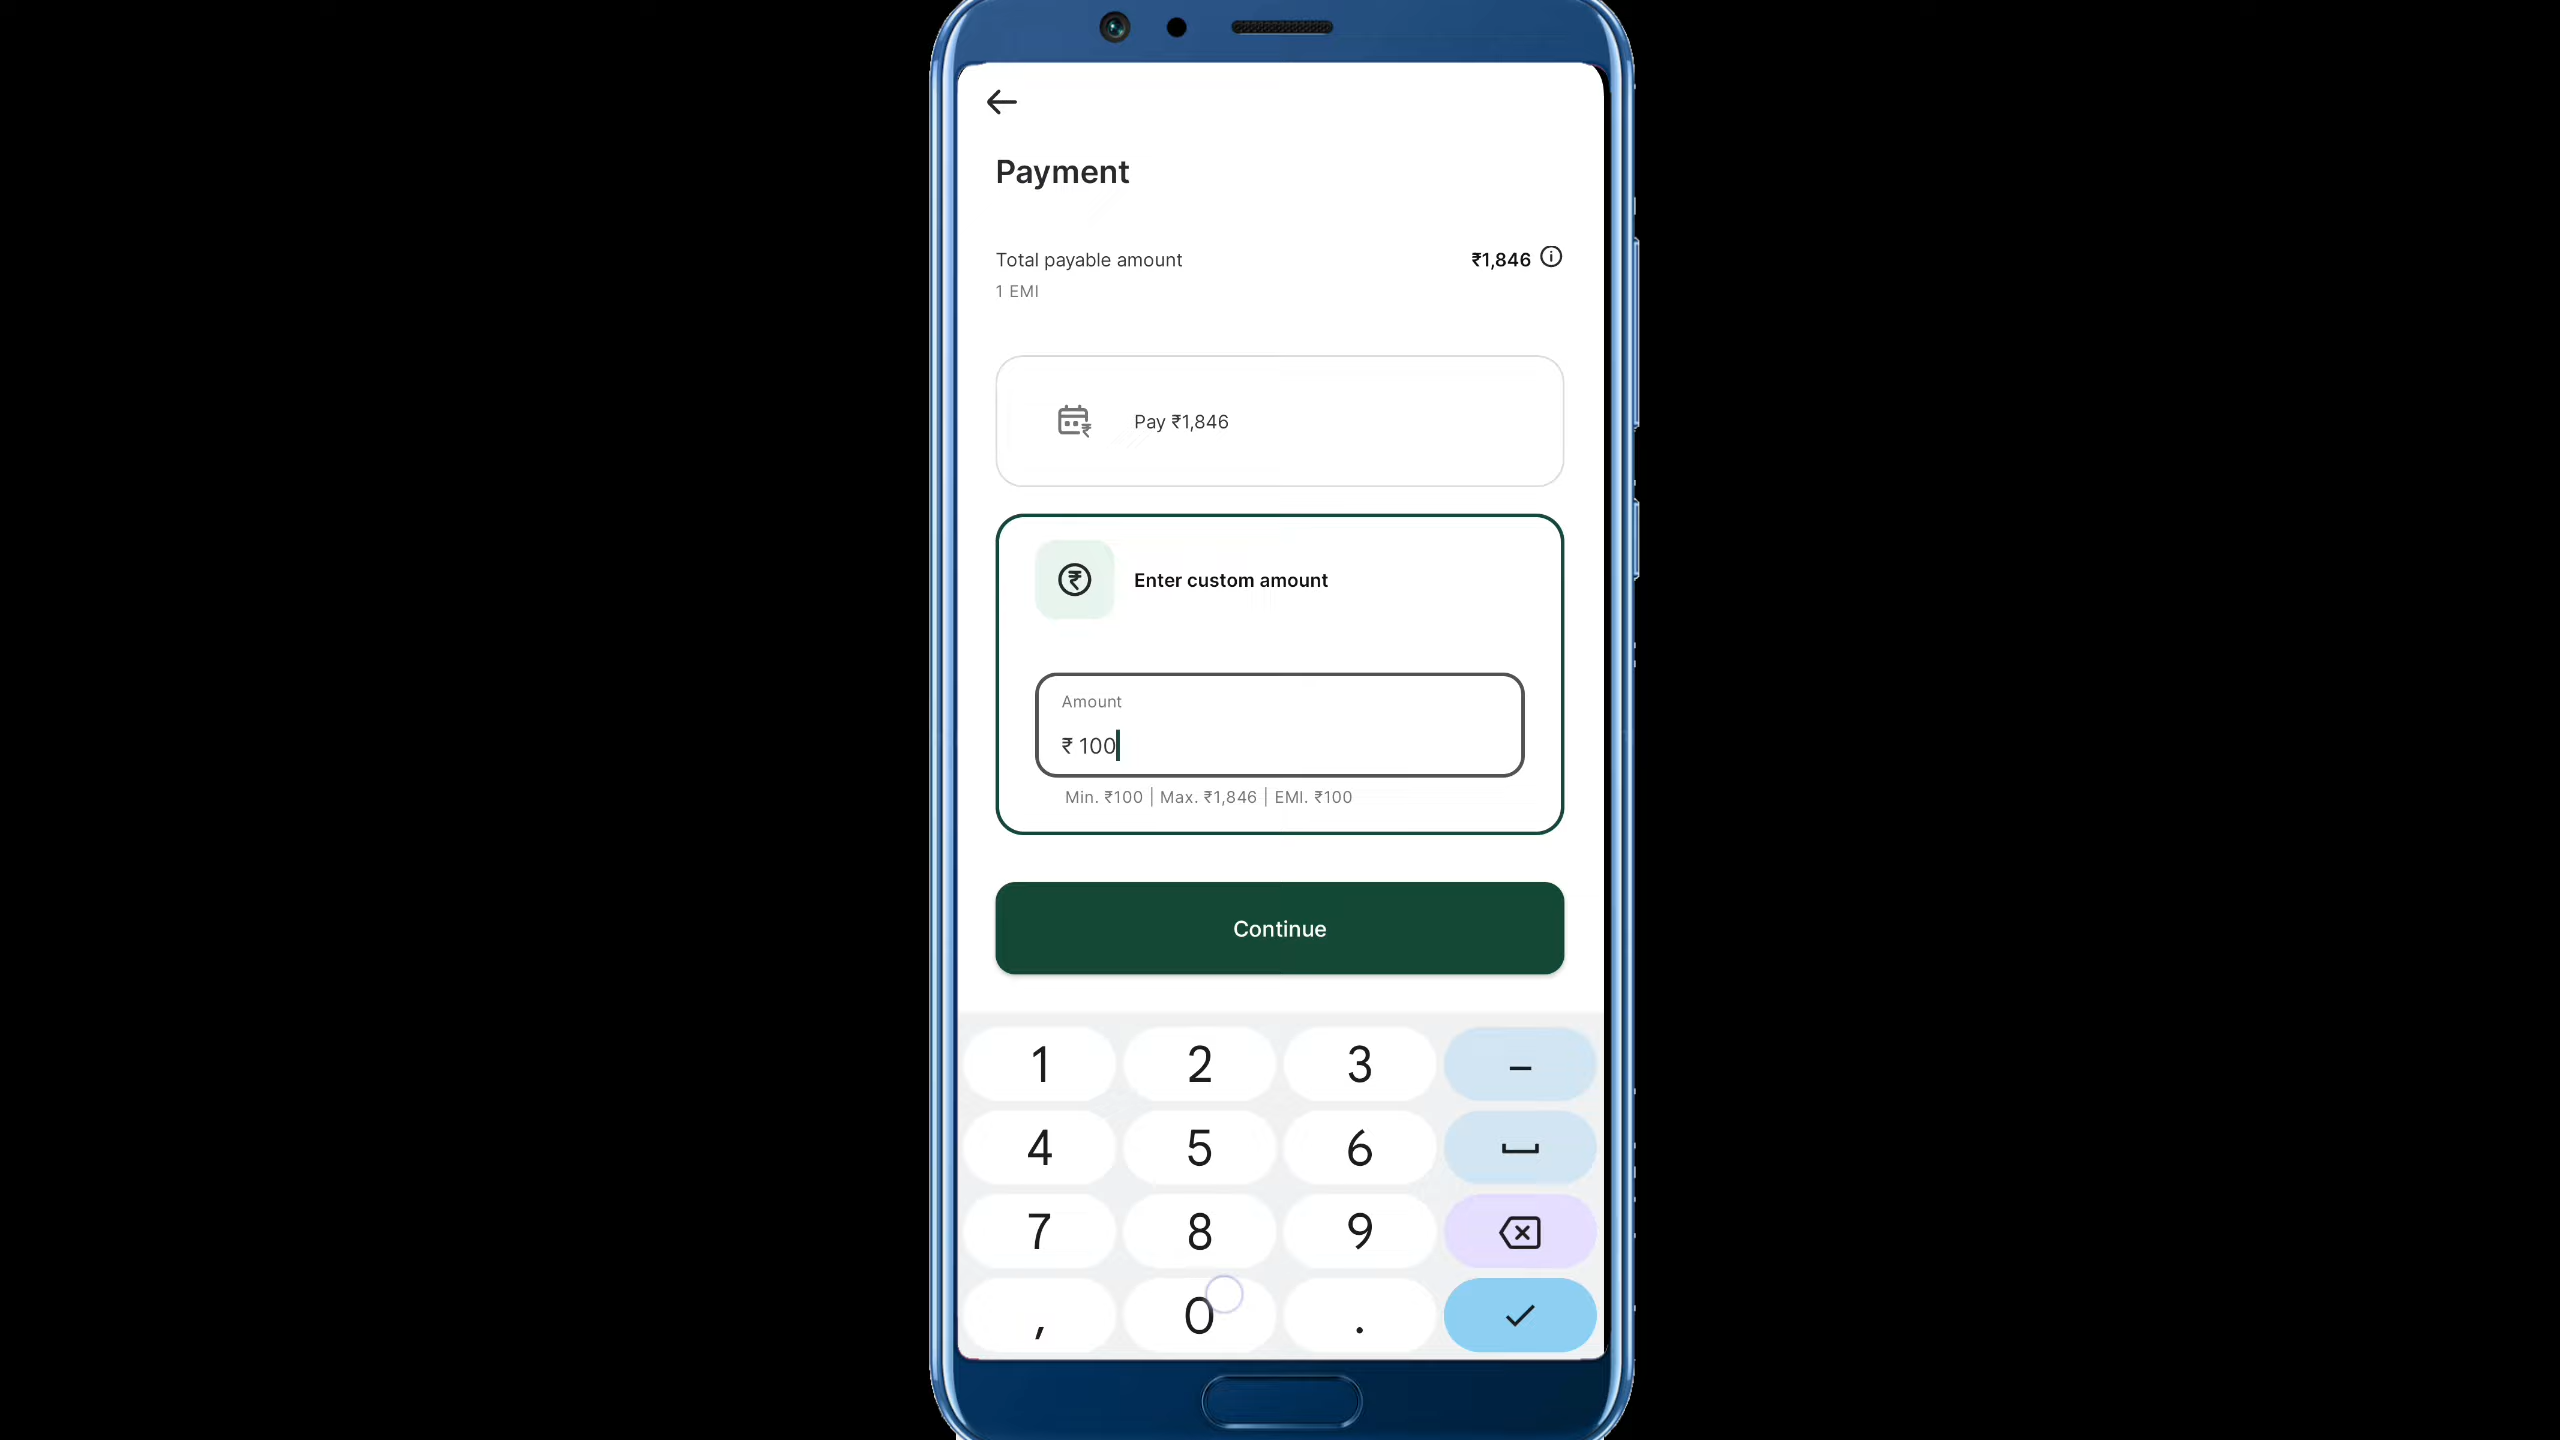 Payment
Total payable amount ₹1,846
1 EMI
Pay ₹1,846
Enter custom amount
Amount
₹ 100
Min. ₹100 | Max. ₹1,846 | EMI. ₹100
Continue
1 2 3 –
4 5 6
7 8 9
, 0 .